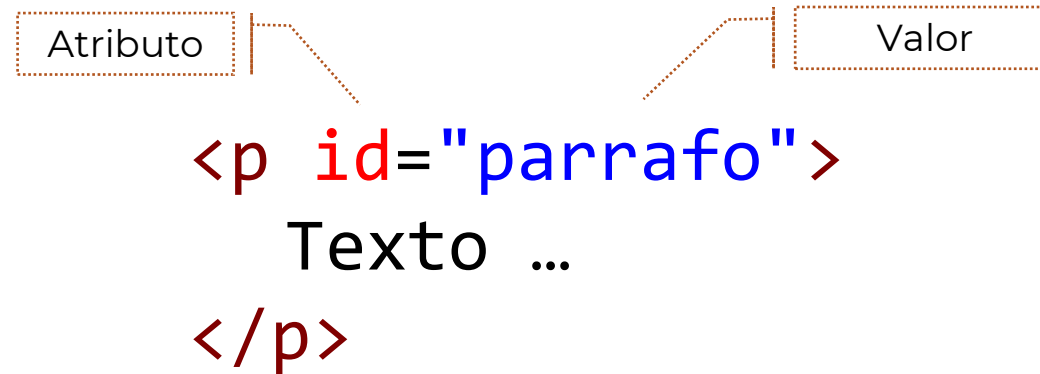 Atributo
Valor
<p id="parrafo">
Texto …
</p>